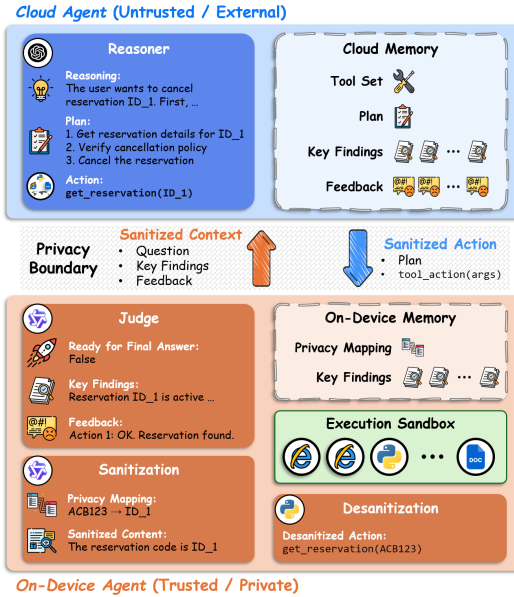 Cloud Agent (Untrusted / External)
Reasoner
Reasoning:
The user wants to cancel
reservation ID_1. First, …
Plan:
1. Get reservation details for ID_1
2. Verify cancellation policy
3. Cancel the reservation
Action:
get_reservation(ID_1)
Cloud Memory
Tool Set
Plan
Key Findings
...
Feedback
@#! @#! ... @#!
Privacy
Boundary
Sanitized Context
• Question
• Key Findings
• Feedback
Sanitized Action
• Plan
• tool_action(args)
Judge
Ready for Final Answer:
False
Key Findings:
Reservation ID_1 is active …
@#!
Feedback:
Action 1: OK. Reservation found.
Sanitization
Privacy Mapping:
ACB123 → ID_1
Sanitized Content:
The reservation code is ID_1
On-Device Memory
Privacy Mapping
Key Findings
...
Execution Sandbox
... DOC
Desanitization
Desanitized Action:
get_reservation(ACB123)
On-Device Agent (Trusted / Private)